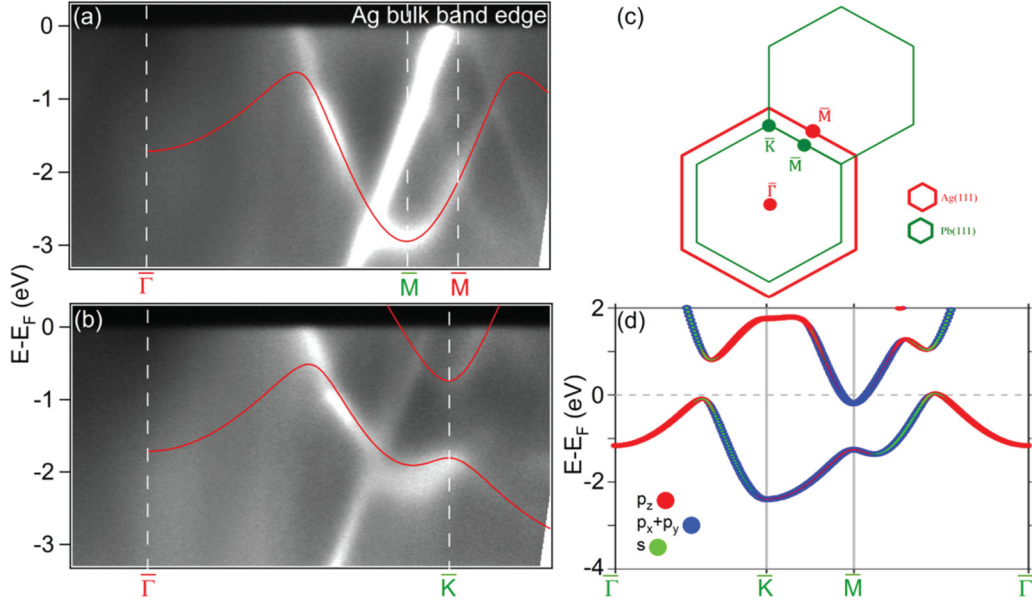 (a)
Ag bulk band edge
0
-1
-2
-3
Γ̅
M̅
M̅
(b)
0
-1
-2
-3
Γ̅
K̅
E-E_F (eV)
(c)
M̅
K̅
M̅
Γ̅
Ag(111)
Pb(111)
(d)
2
0
-2
-4
E-E_F (eV)
p_z
p_x+p_y
s
Γ̅
K̅
M̅
Γ̅